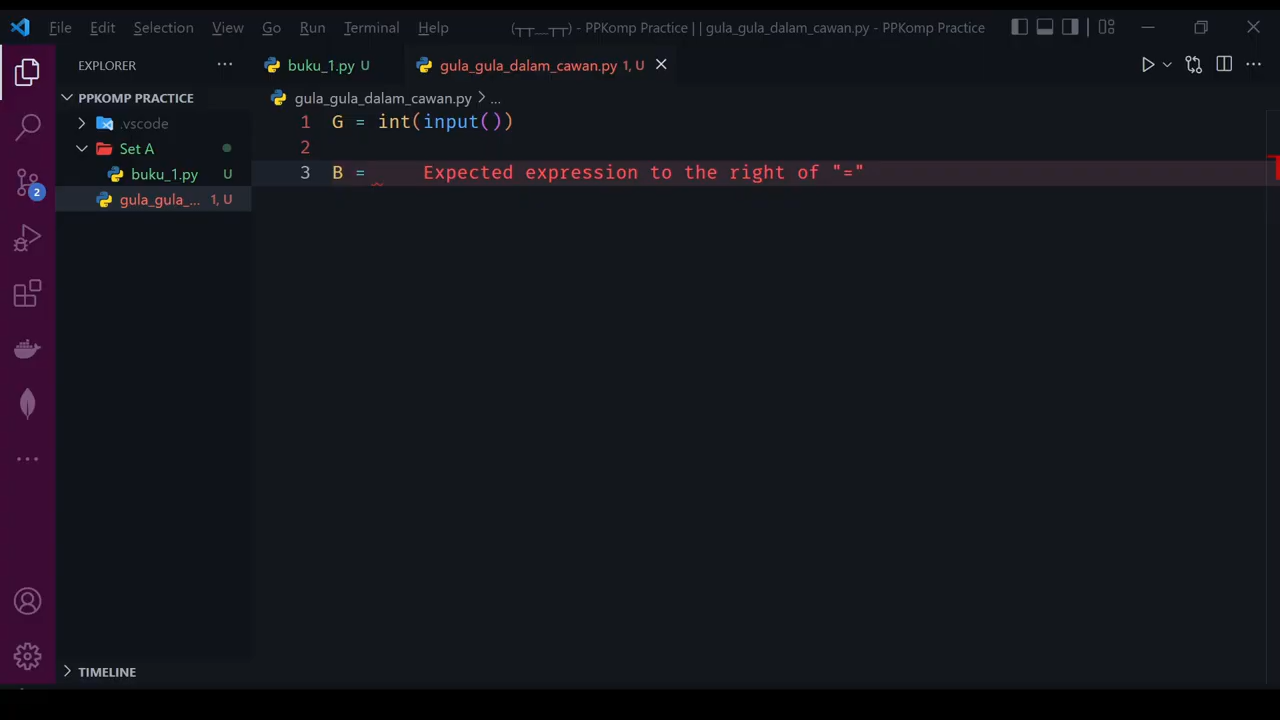 File Edit Selection View Go Run Terminal Help (┬┬﹏┬┬) - PPKomp Practice | | gula_gula_dalam_cawan.py - PPKomp Practice
EXPLORER ...
buku_1.py U gula_gula_dalam_cawan.py 1, U
PPKOMP PRACTICE
gula_gula_dalam_cawan.py > ...
.vscode
Set A
buku_1.py U
gula_gula_... 1, U
1 G = int(input())
2
3 B = Expected expression to the right of "="
2
TIMELINE